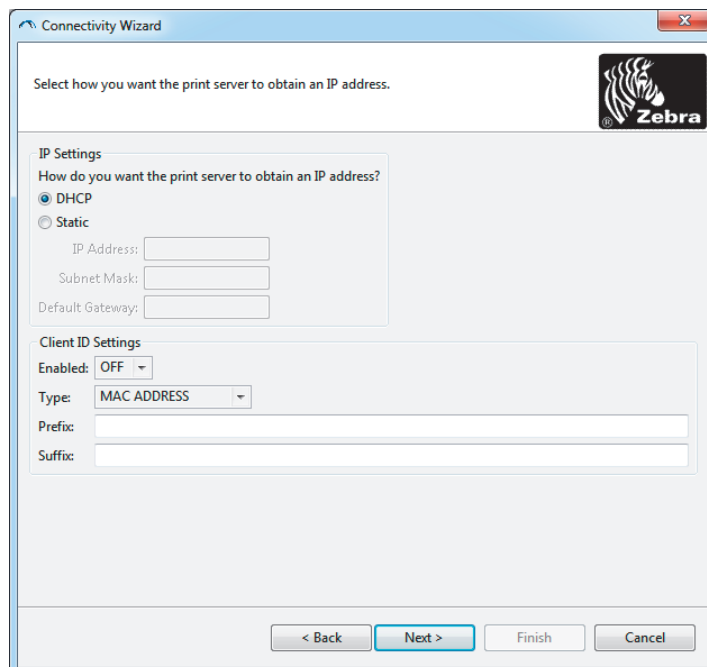 Connectivity Wizard
Select how you want the print server to obtain an IP address.
® Zebra
IP Settings
How do you want the print server to obtain an IP address?
DHCP
Static
IP Address:
Subnet Mask:
Default Gateway:
Client ID Settings
Enabled: OFF
Type: MAC ADDRESS
Prefix:
Suffix:
< Back Next > Finish Cancel